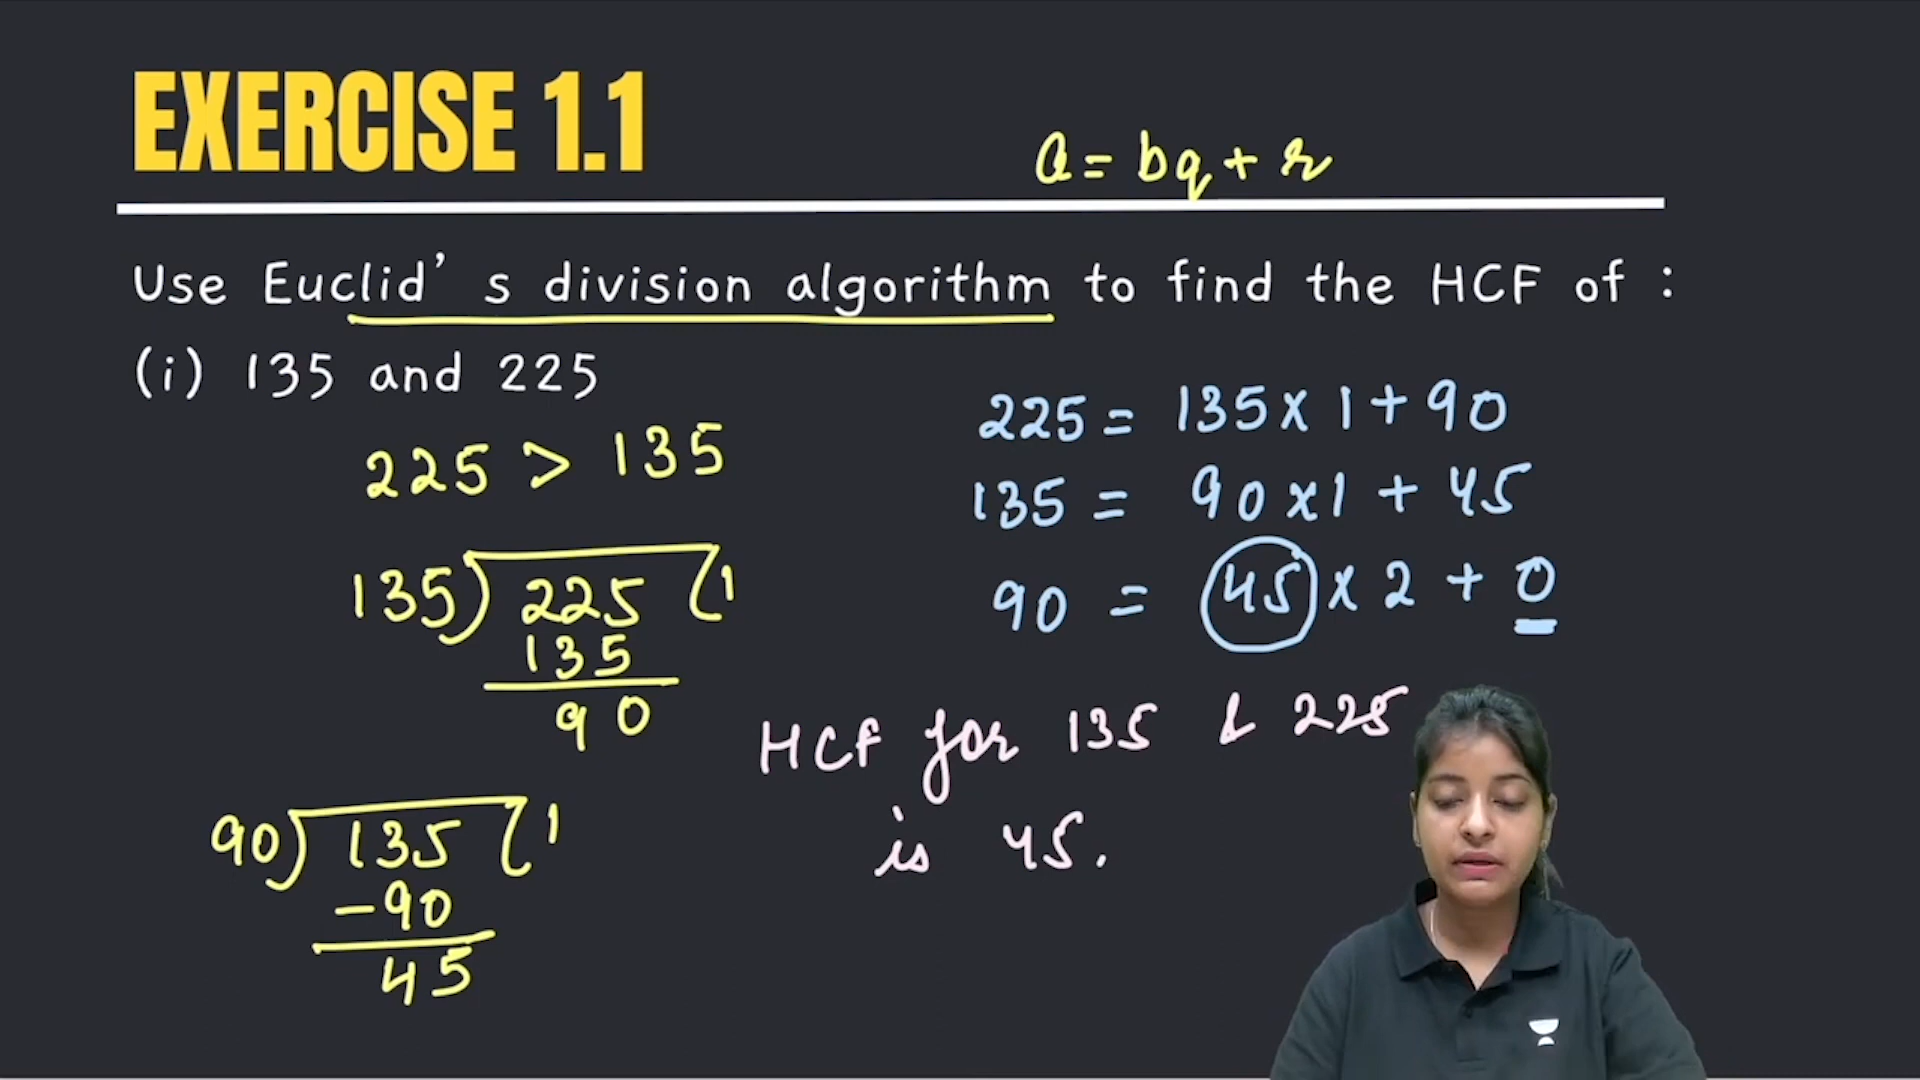 EXERCISE 1.1
a = bq + r
Use Euclid's division algorithm to find the HCF of :
(i) 135 and 225
225 > 135
135) 225 (1
135
90
90) 135 (1
-90
45
225 = 135 x 1 + 90
135 = 90 x 1 + 45
90 = 45 x 2 + 0
HCF for 135 & 225
is 45.